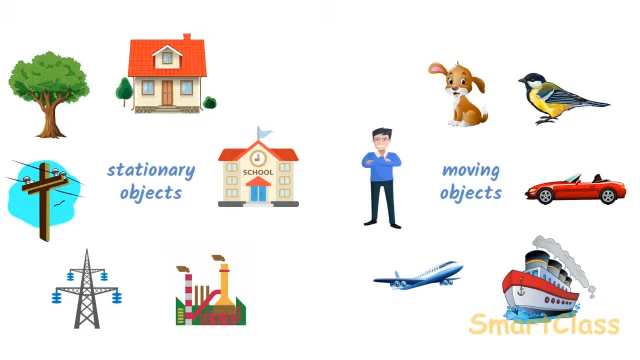 stationary
objects
SCHOOL
moving
objects
SmartClass